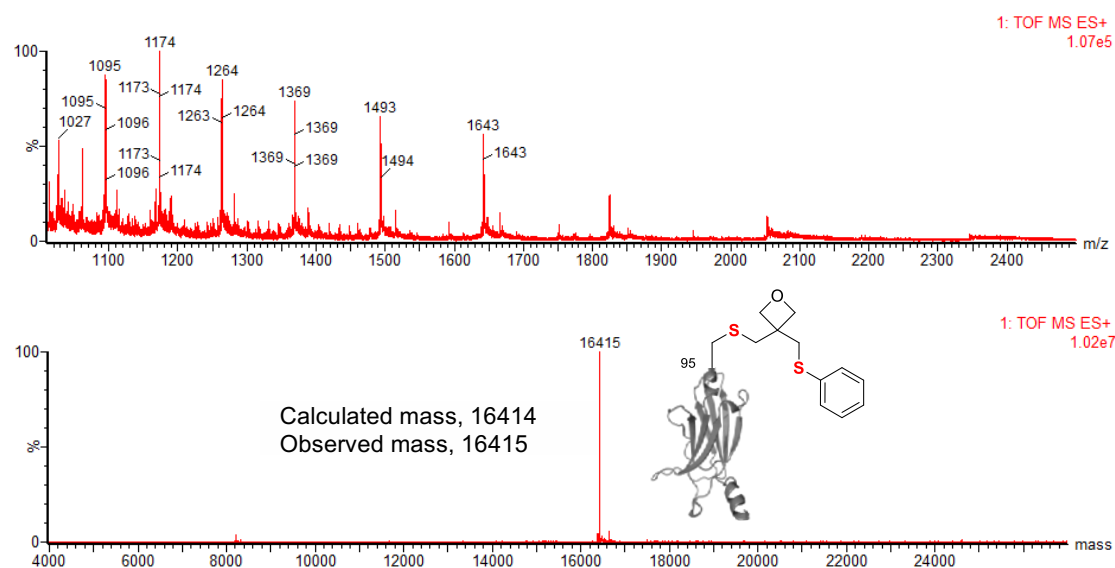 1: TOF MS ES+
1.07e5
100
%
0
1174
1095
1264
1095
1173
1174
1369
1027
1096
1263
1264
1493
1643
1369
1173
1369
1369
1494
1643
1096
1174
1100 1200 1300 1400 1500 1600 1700 1800 1900 2000 2100 2200 2300 2400
m/z
1: TOF MS ES+
1.02e7
100
%
0
16415
O
S
S
95
Calculated mass, 16414
Observed mass, 16415
4000 6000 8000 10000 12000 14000 16000 18000 20000 22000 24000
mass